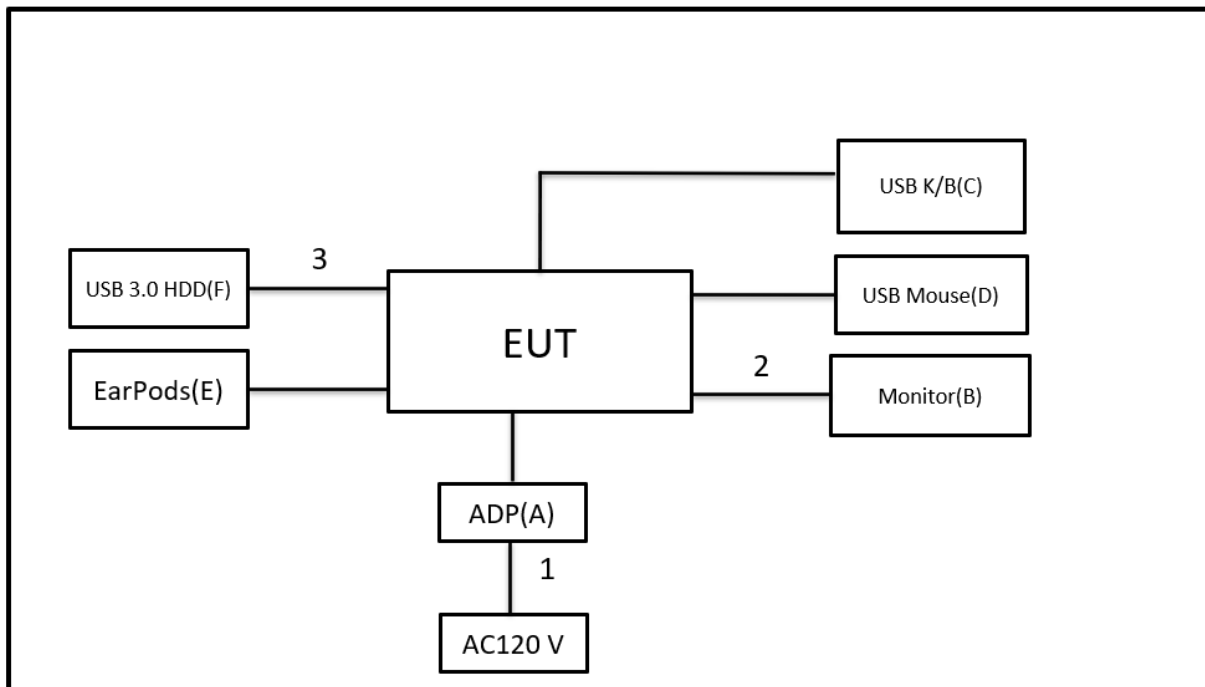 USB K/B(C)
3
USB 3.0 HDD(F)
EUT
USB Mouse(D)
EarPods(E)
2
Monitor(B)
ADP(A)
1
AC120 V